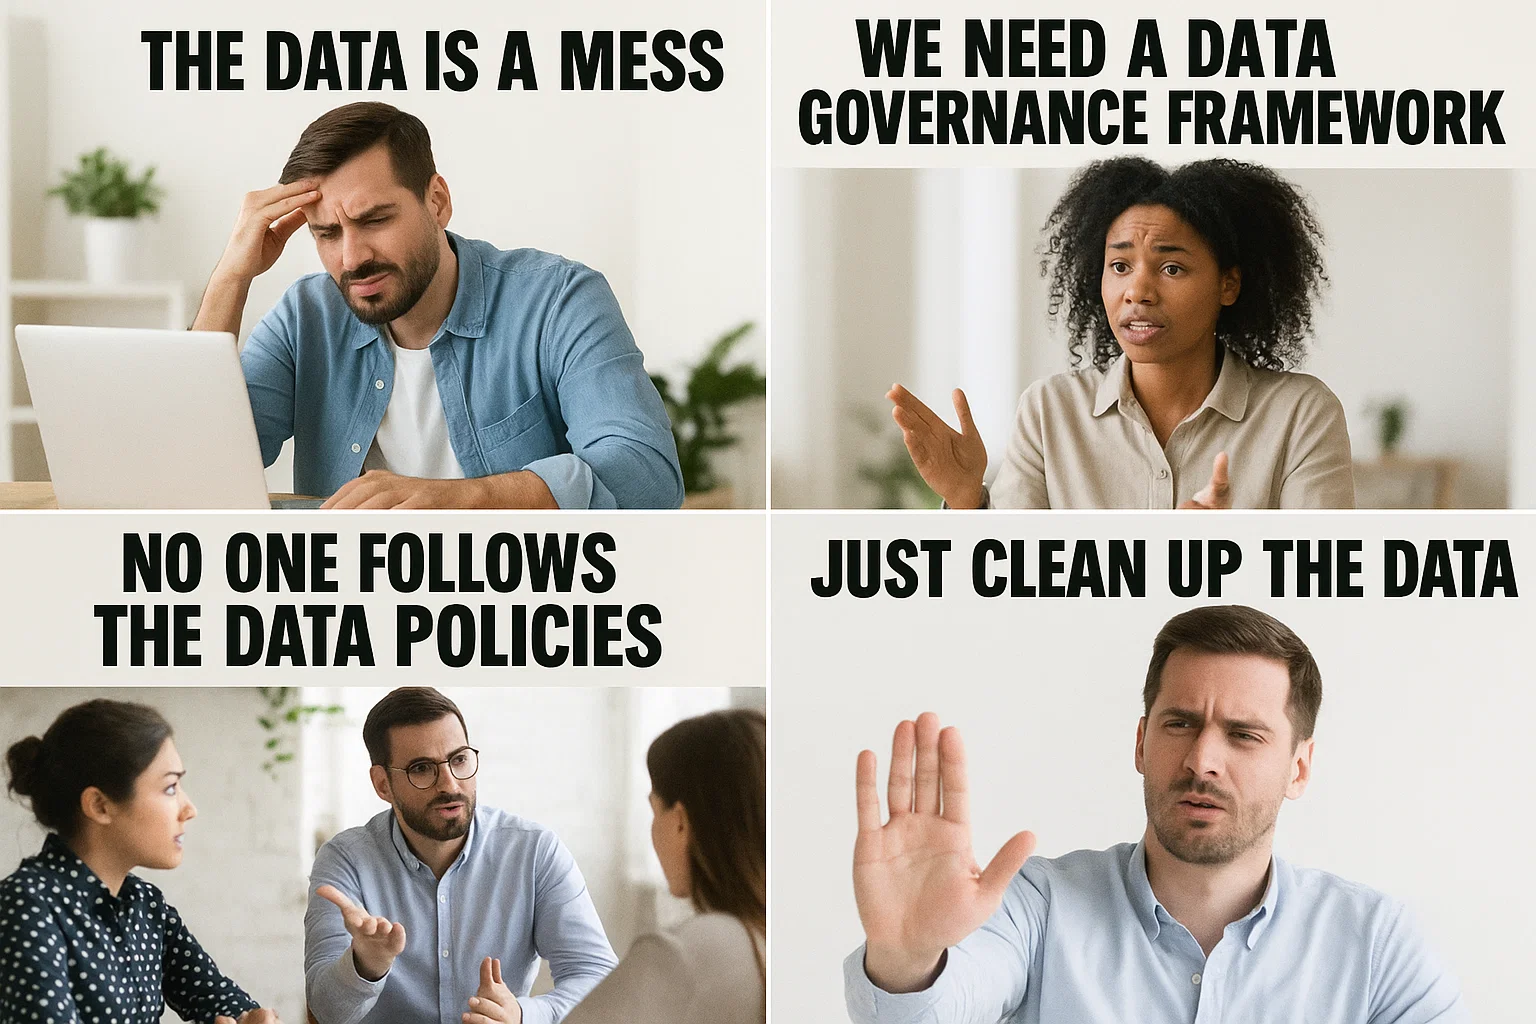 THE DATA IS A MESS
WE NEED A DATA
GOVERNANCE FRAMEWORK
NO ONE FOLLOWS
THE DATA POLICIES
JUST CLEAN UP THE DATA